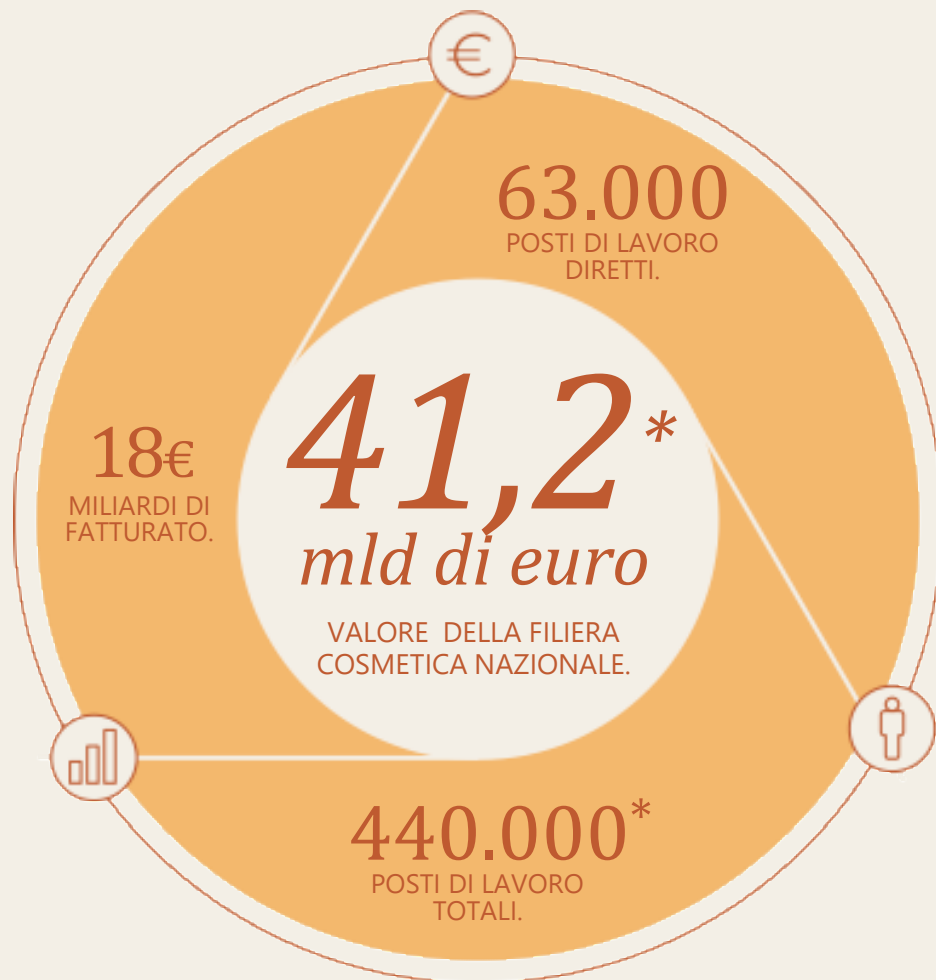 €
63.000
POSTI DI LAVORO
DIRETTI.
41,2*
mld di euro
VALORE DELLA FILIERA
COSMETICA NAZIONALE.
18€
MILIARDI DI
FATTURATO.
440.000*
POSTI DI LAVORO
TOTALI.